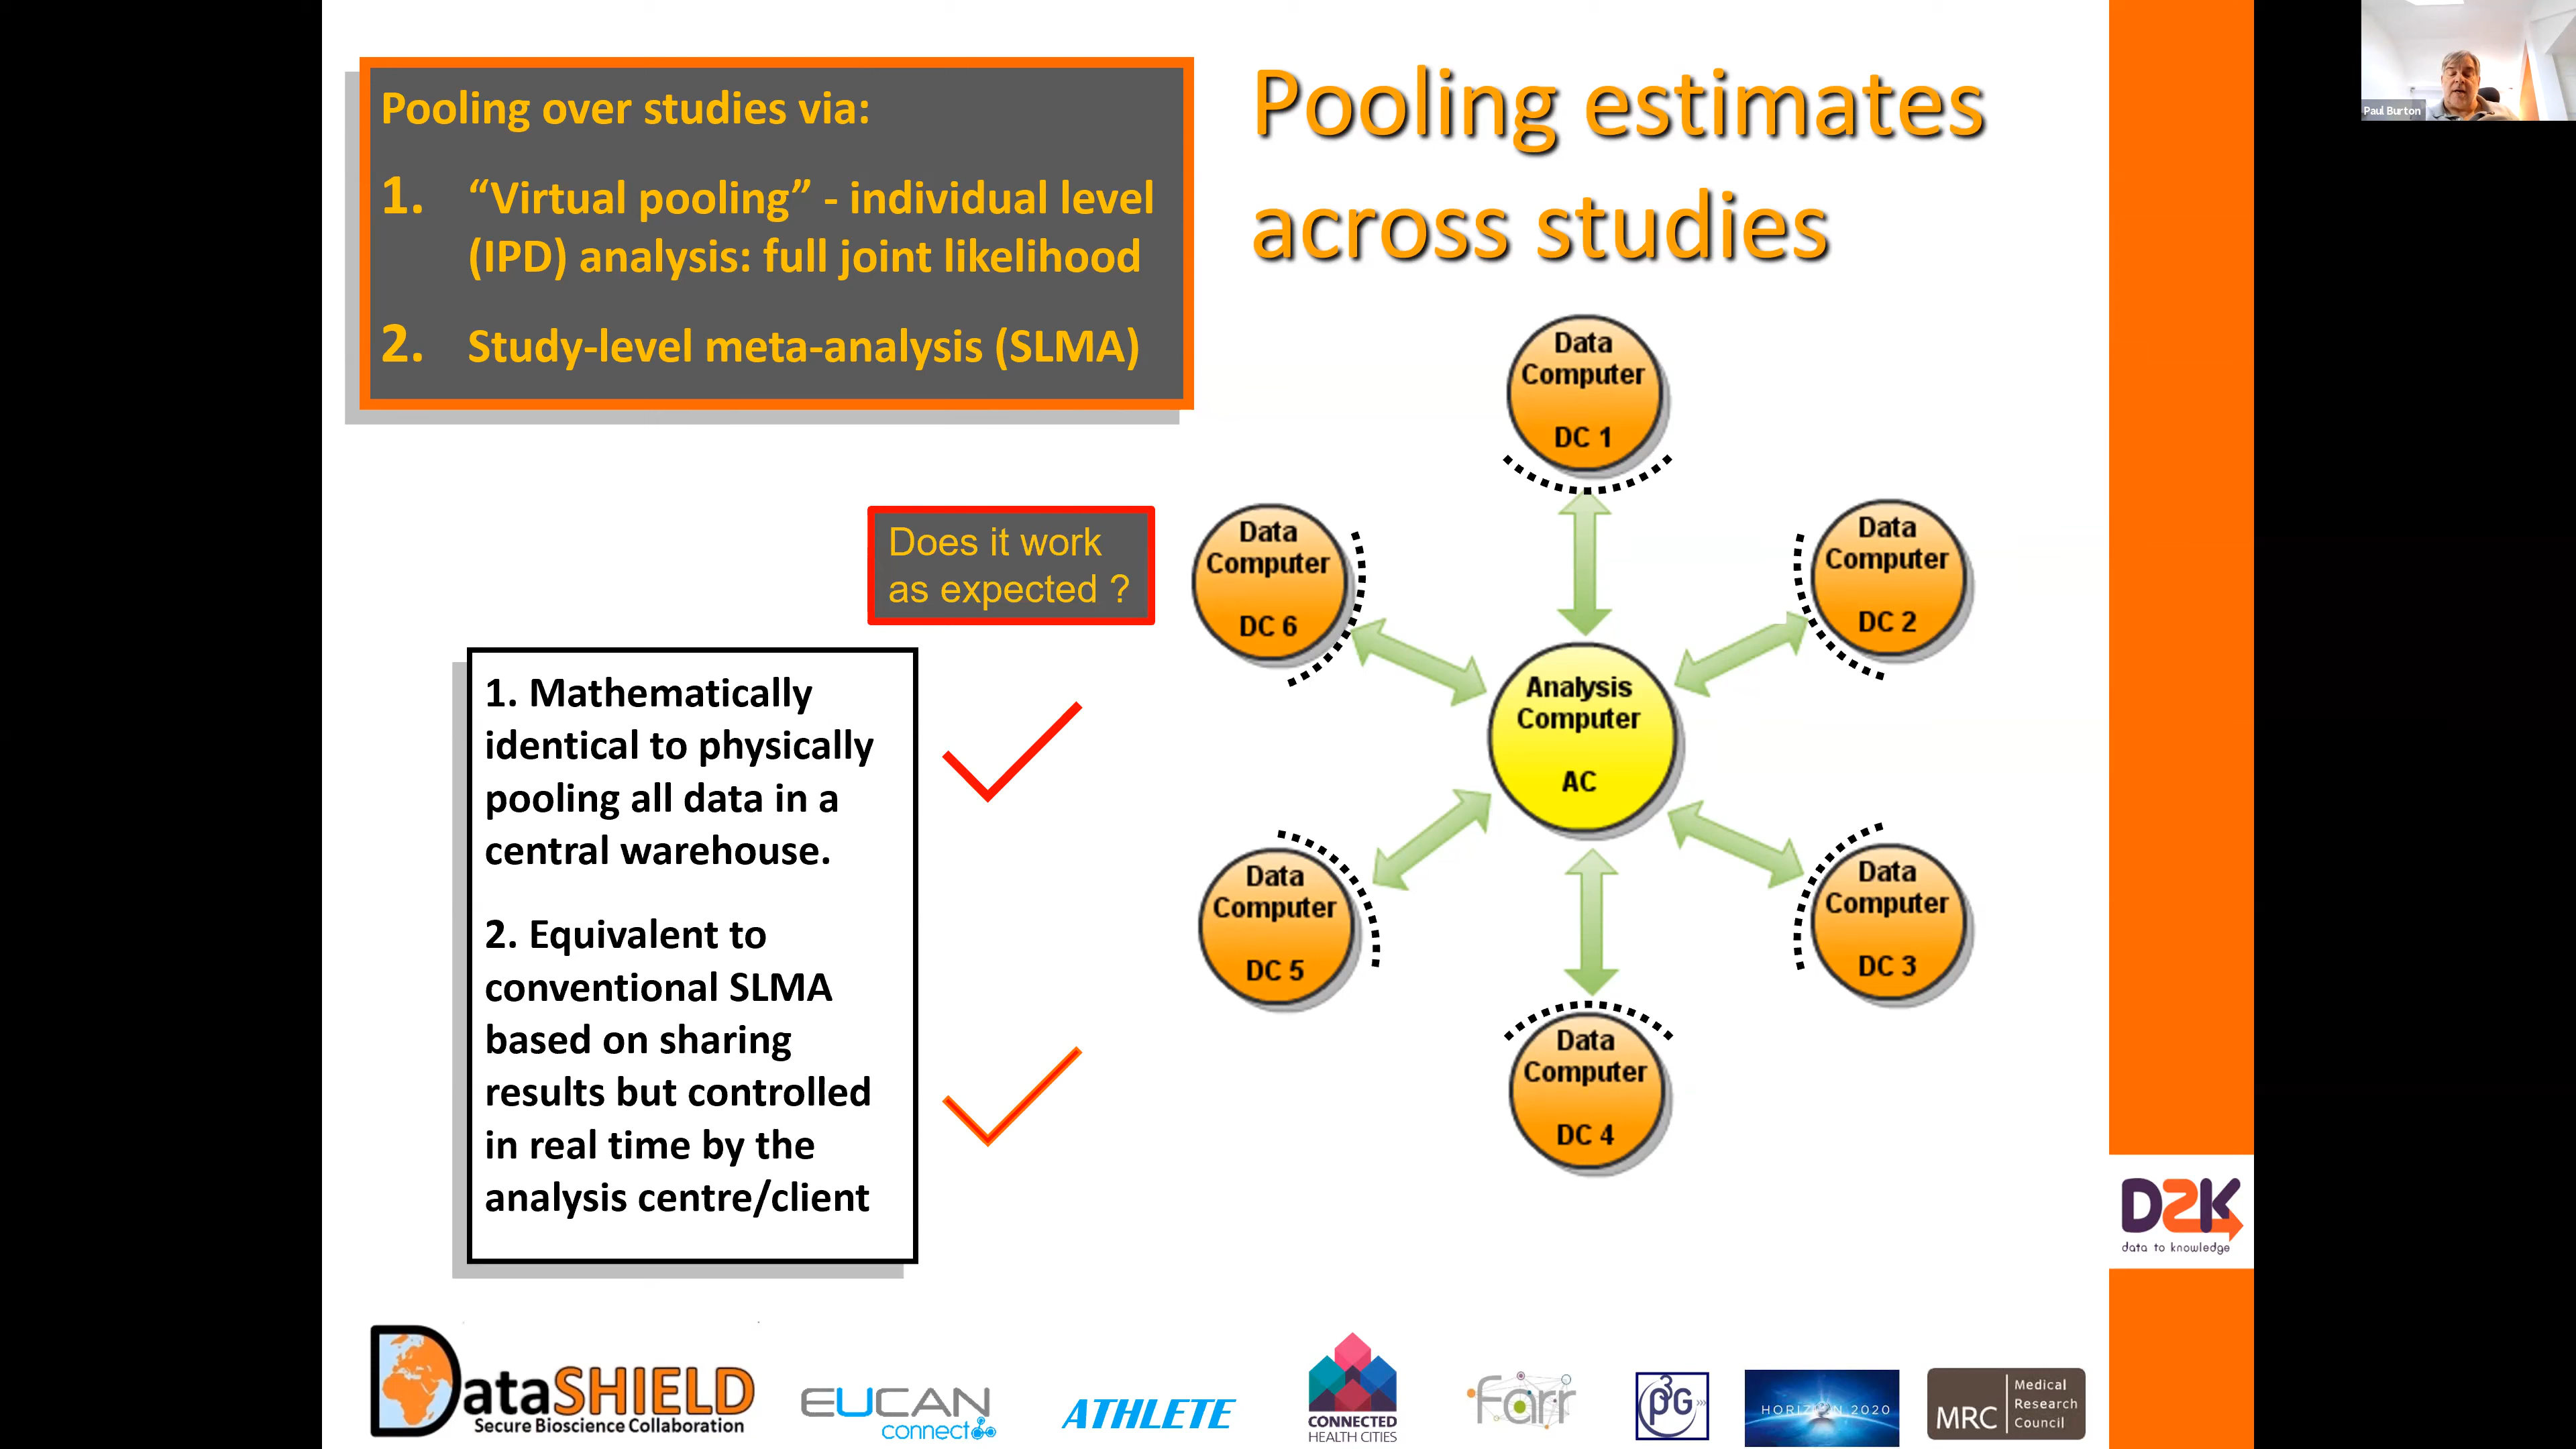 Pooling over studies via:
1. “Virtual pooling” - individual level
(IPD) analysis: full joint likelihood
2. Study-level meta-analysis (SLMA)
Pooling estimates
across studies
Paul Burton
Does it work
as expected ?
1. Mathematically
identical to physically
pooling all data in a
central warehouse.
2. Equivalent to
conventional SLMA
based on sharing
results but controlled
in real time by the
analysis centre/client
Data
Computer
DC 1
Data
Computer
DC 2
Data
Computer
DC 3
Data
Computer
DC 4
Data
Computer
DC 5
Data
Computer
DC 6
Analysis
Computer
AC
D2K
data to knowledge
DataSHIELD
Secure Bioscience Collaboration
EUCAN
connect
ATHLETE
CONNECTED
HEALTH CITIES
Farr
P3G
HORIZON 2020
MRC
Medical
Research
Council